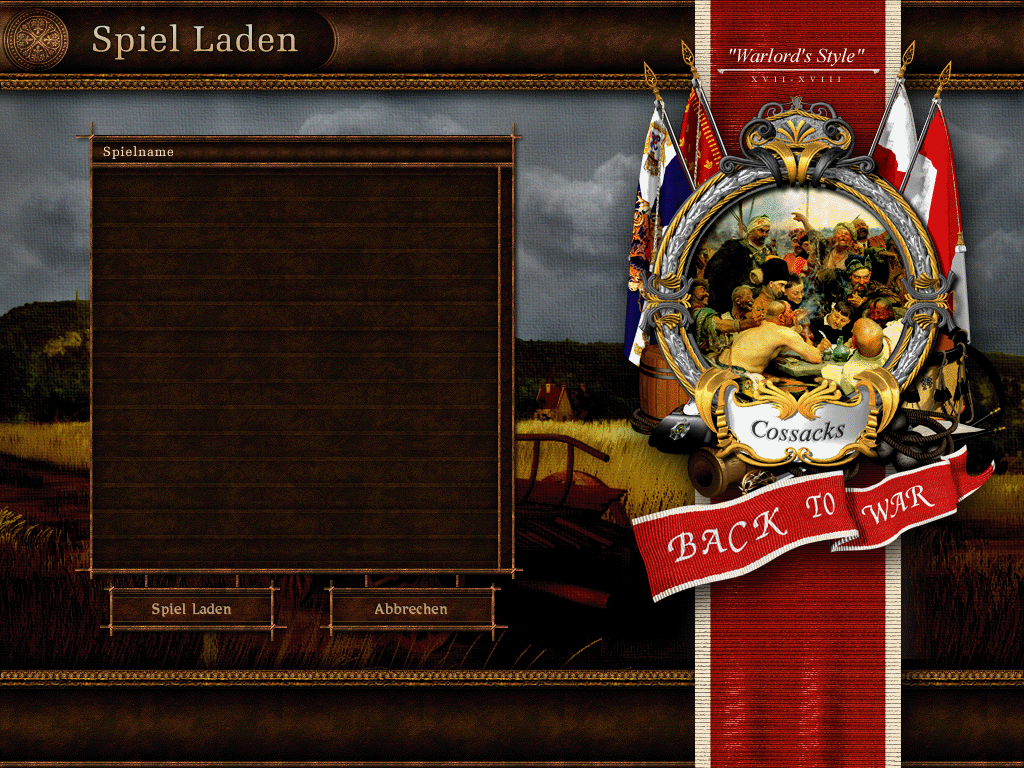 Spiel Laden
"Warlord's Style"
XVII-XVIII
Spielname
Cossacks
BACK TO WAR
Spiel Laden
Abbrechen